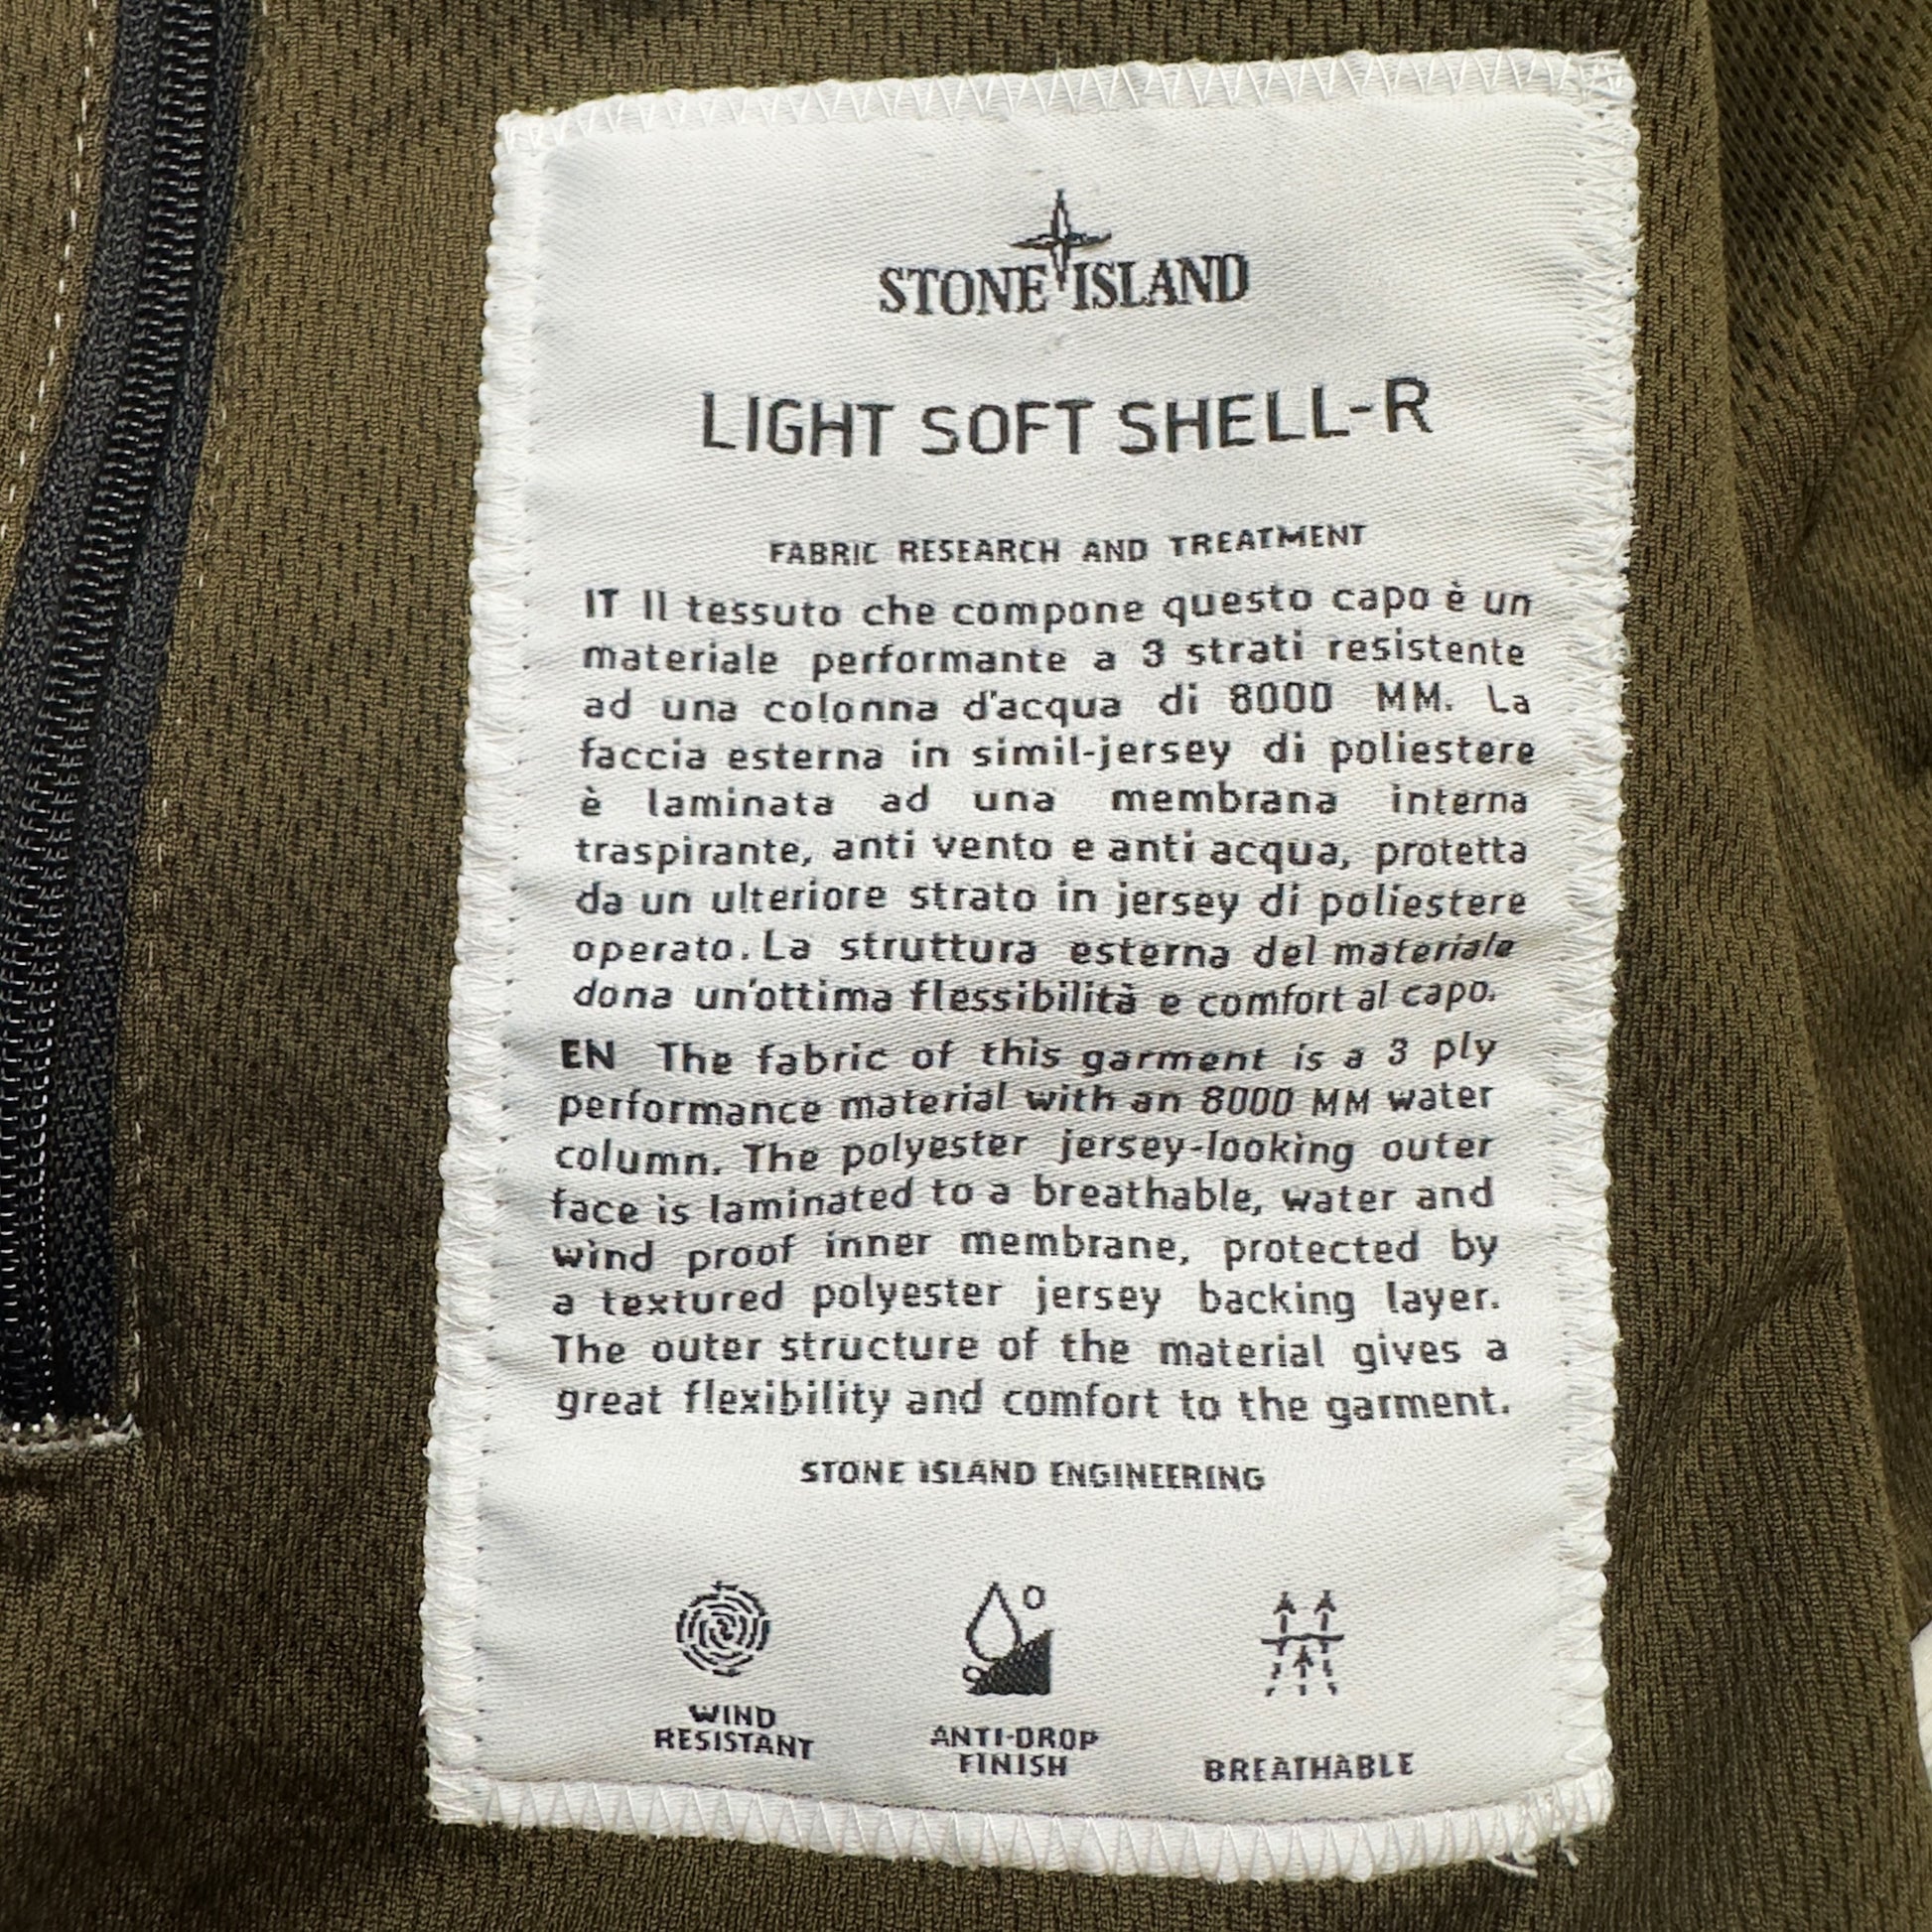 STONE ISLAND
LIGHT SOFT SHELL-R
FABRIC RESEARCH AND TREATMENT
IT Il tessuto che compone questo capo è un
materiale performante a 3 strati resistente
ad una colonna d'acqua di 8000 MM. La
faccia esterna in simil-jersey di poliestere
è laminata ad una membrana interna
traspirante, anti vento e anti acqua, protetta
da un ulteriore strato in jersey di poliestere
operato. La struttura esterna del materiale
dona un'ottima flessibilità e comfort al capo.
EN The fabric of this garment is a 3 ply
performance material with an 8000 MM water
column. The polyester jersey-looking outer
face is laminated to a breathable, water and
wind proof inner membrane, protected by
a textured polyester jersey backing layer.
The outer structure of the material gives a
great flexibility and comfort to the garment.
STONE ISLAND ENGINEERING
WIND
RESISTANT
ANTI-DROP
FINISH
BREATHABLE